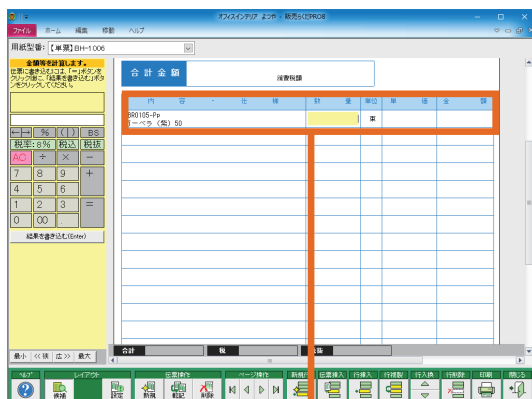 オフィスインテリア よつや - 販売らくだPRO8
ファイル ホーム 編集 移動 ヘルプ
用紙型番: 【単票】BH-1006
金額等を計算します。
伝票に書き込むには、「=」ボタンを
クリック後に、「結果を書き込む」ボタ
ンをクリックしてください。
←→ % ( ) BS
税率:8% 税込 税抜
AC ÷ × −
7 8 9 +
4 5 6
1 2 3 =
0 00 .
結果を書き込む(Enter)
最小 <<狭 広>> 最大
合計金額
消費税額
内 容 ・ 仕 様 数 量 単位 単 価 金 額
BR0105-Pp
ガーベラ (紫) 50 束
合計 税
ヘルプ レイアウト 伝票操作 ページ操作 伝票挿入 行挿入 行複製 行入換 行削除 印刷 閉じる
候補 設定 新規 転記 削除